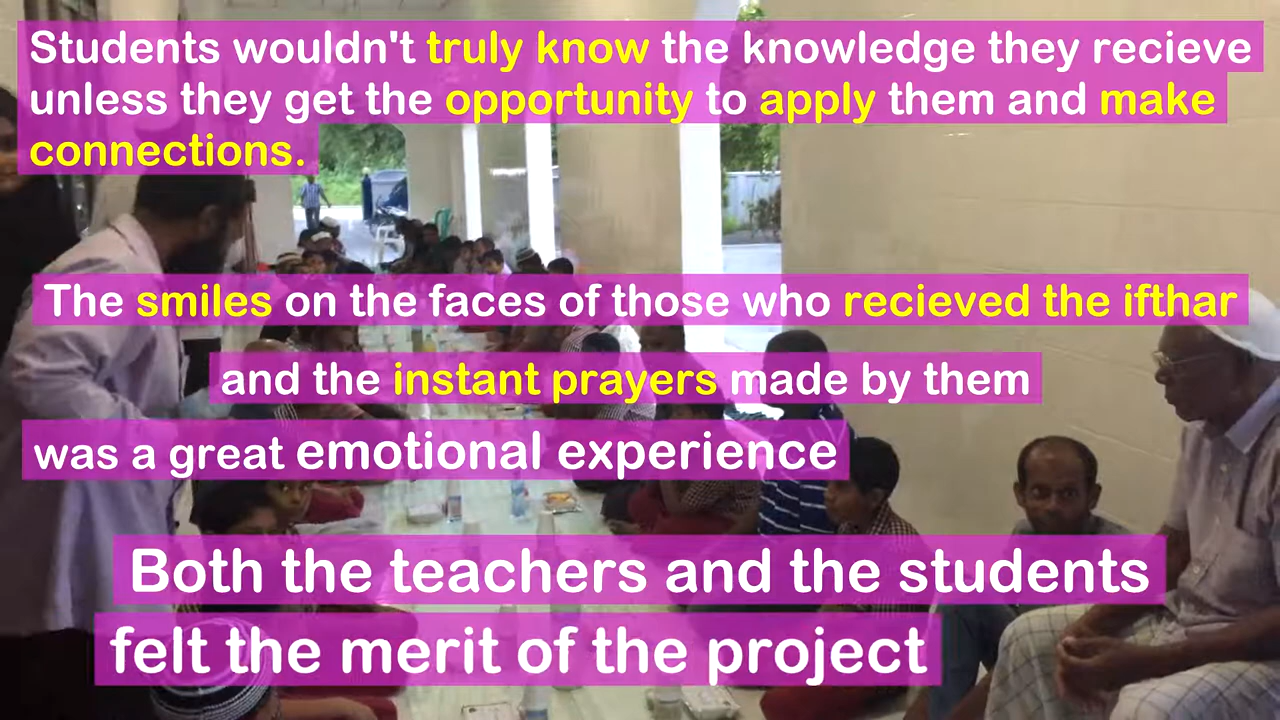 Students wouldn't truly know the knowledge they recieve
unless they get the opportunity to apply them and make
connections.
The smiles on the faces of those who recieved the ifthar
and the instant prayers made by them
was a great emotional experience
Both the teachers and the students
felt the merit of the project